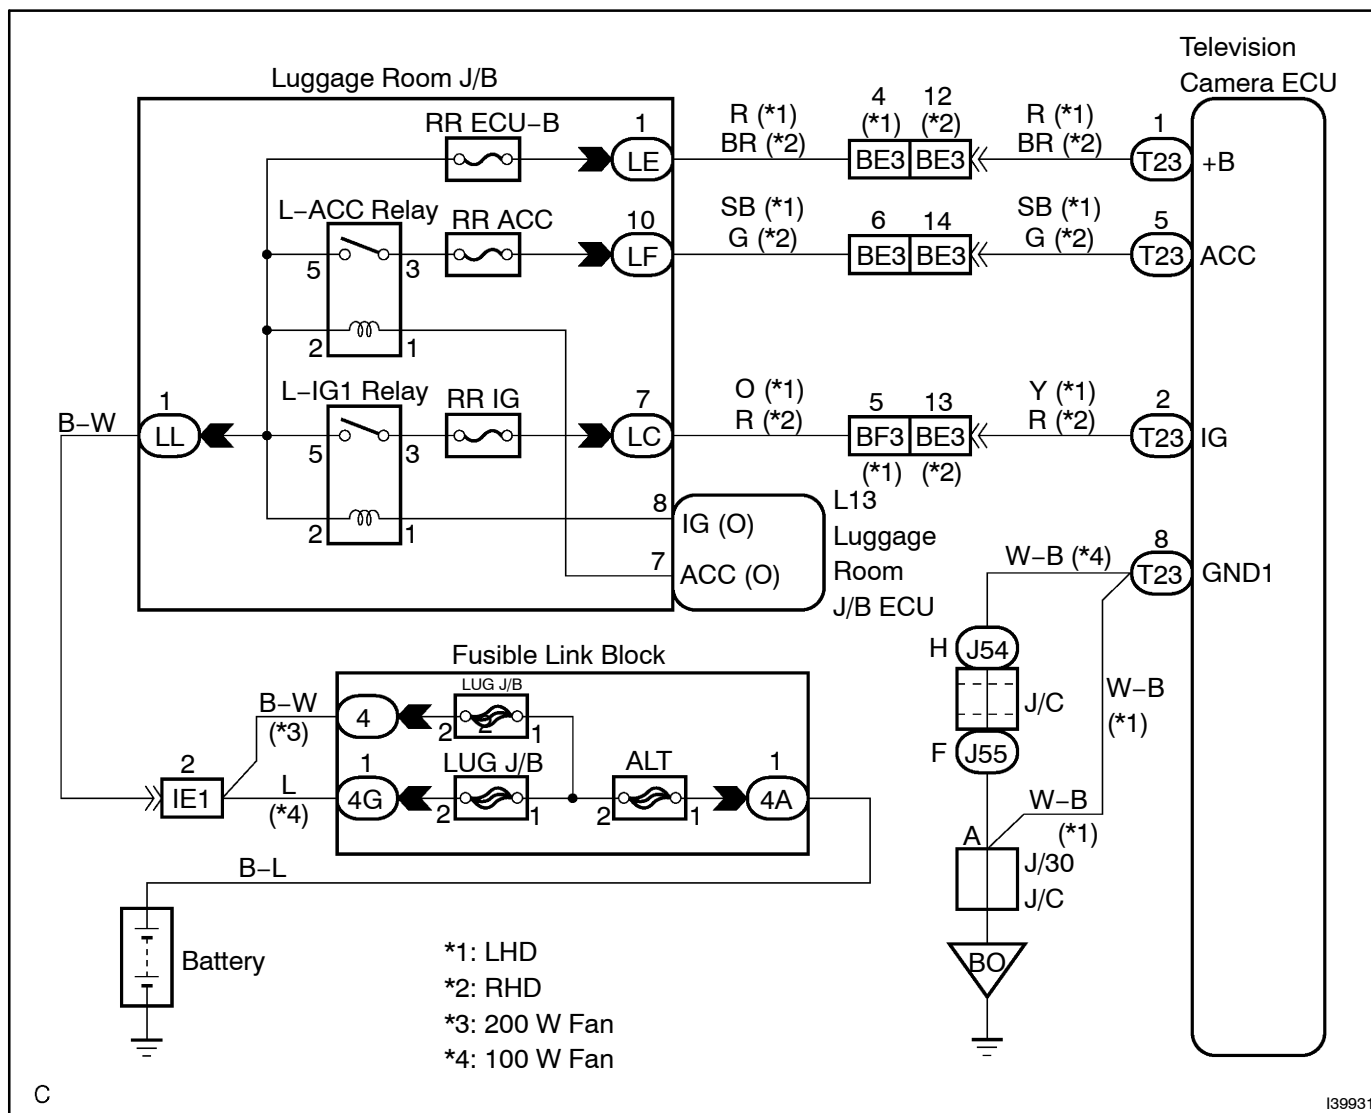 Television
Camera ECU
Luggage Room J/B
RR ECU-B
1
LE
R (*1)
BR (*2)
4
(*1)
12
(*2)
BE3
BE3
R (*1)
BR (*2)
1
T23
+B
L-ACC Relay
5
3
2
1
RR ACC
10
LF
SB (*1)
G (*2)
6
14
BE3
BE3
SB (*1)
G (*2)
5
T23
ACC
B-W
1
LL
L-IG1 Relay
5
3
2
1
RR IG
7
LC
O (*1)
R (*2)
5
13
BF3
BE3
(*1)
(*2)
Y (*1)
R (*2)
2
T23
IG
8
IG (O)
7
ACC (O)
L13
Luggage
Room
J/B ECU
W-B (*4)
8
T23
GND1
H
J54
J/C
F
J55
W-B
(*1)
W-B
(*1)
A
J/30
J/C
BO
Fusible Link Block
B-W
(*3)
4
LUG J/B
2
2
1
2
IE1
L
(*4)
1
4G
LUG J/B
2
1
ALT
2
1
1
4A
B-L
Battery
*1: LHD
*2: RHD
*3: 200 W Fan
*4: 100 W Fan
C
I39931